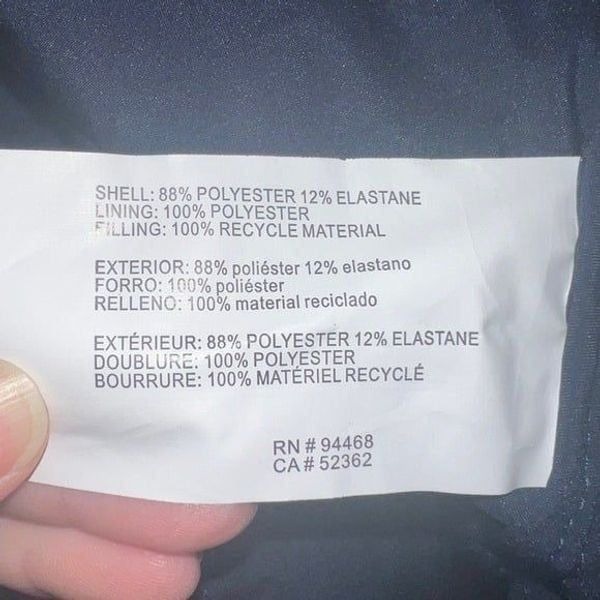 SHELL: 88% POLYESTER 12% ELASTANE
LINING: 100% POLYESTER
FILLING: 100% RECYCLE MATERIAL
EXTERIOR: 88% poliéster 12% elastano
FORRO: 100% poliéster
RELLENO: 100% material reciclado
EXTÉRIEUR: 88% POLYESTER 12% ELASTANE
DOUBLURE: 100% POLYESTER
BOURRURE: 100% MATÉRIEL RECYCLÉ
RN # 94468
CA # 52362